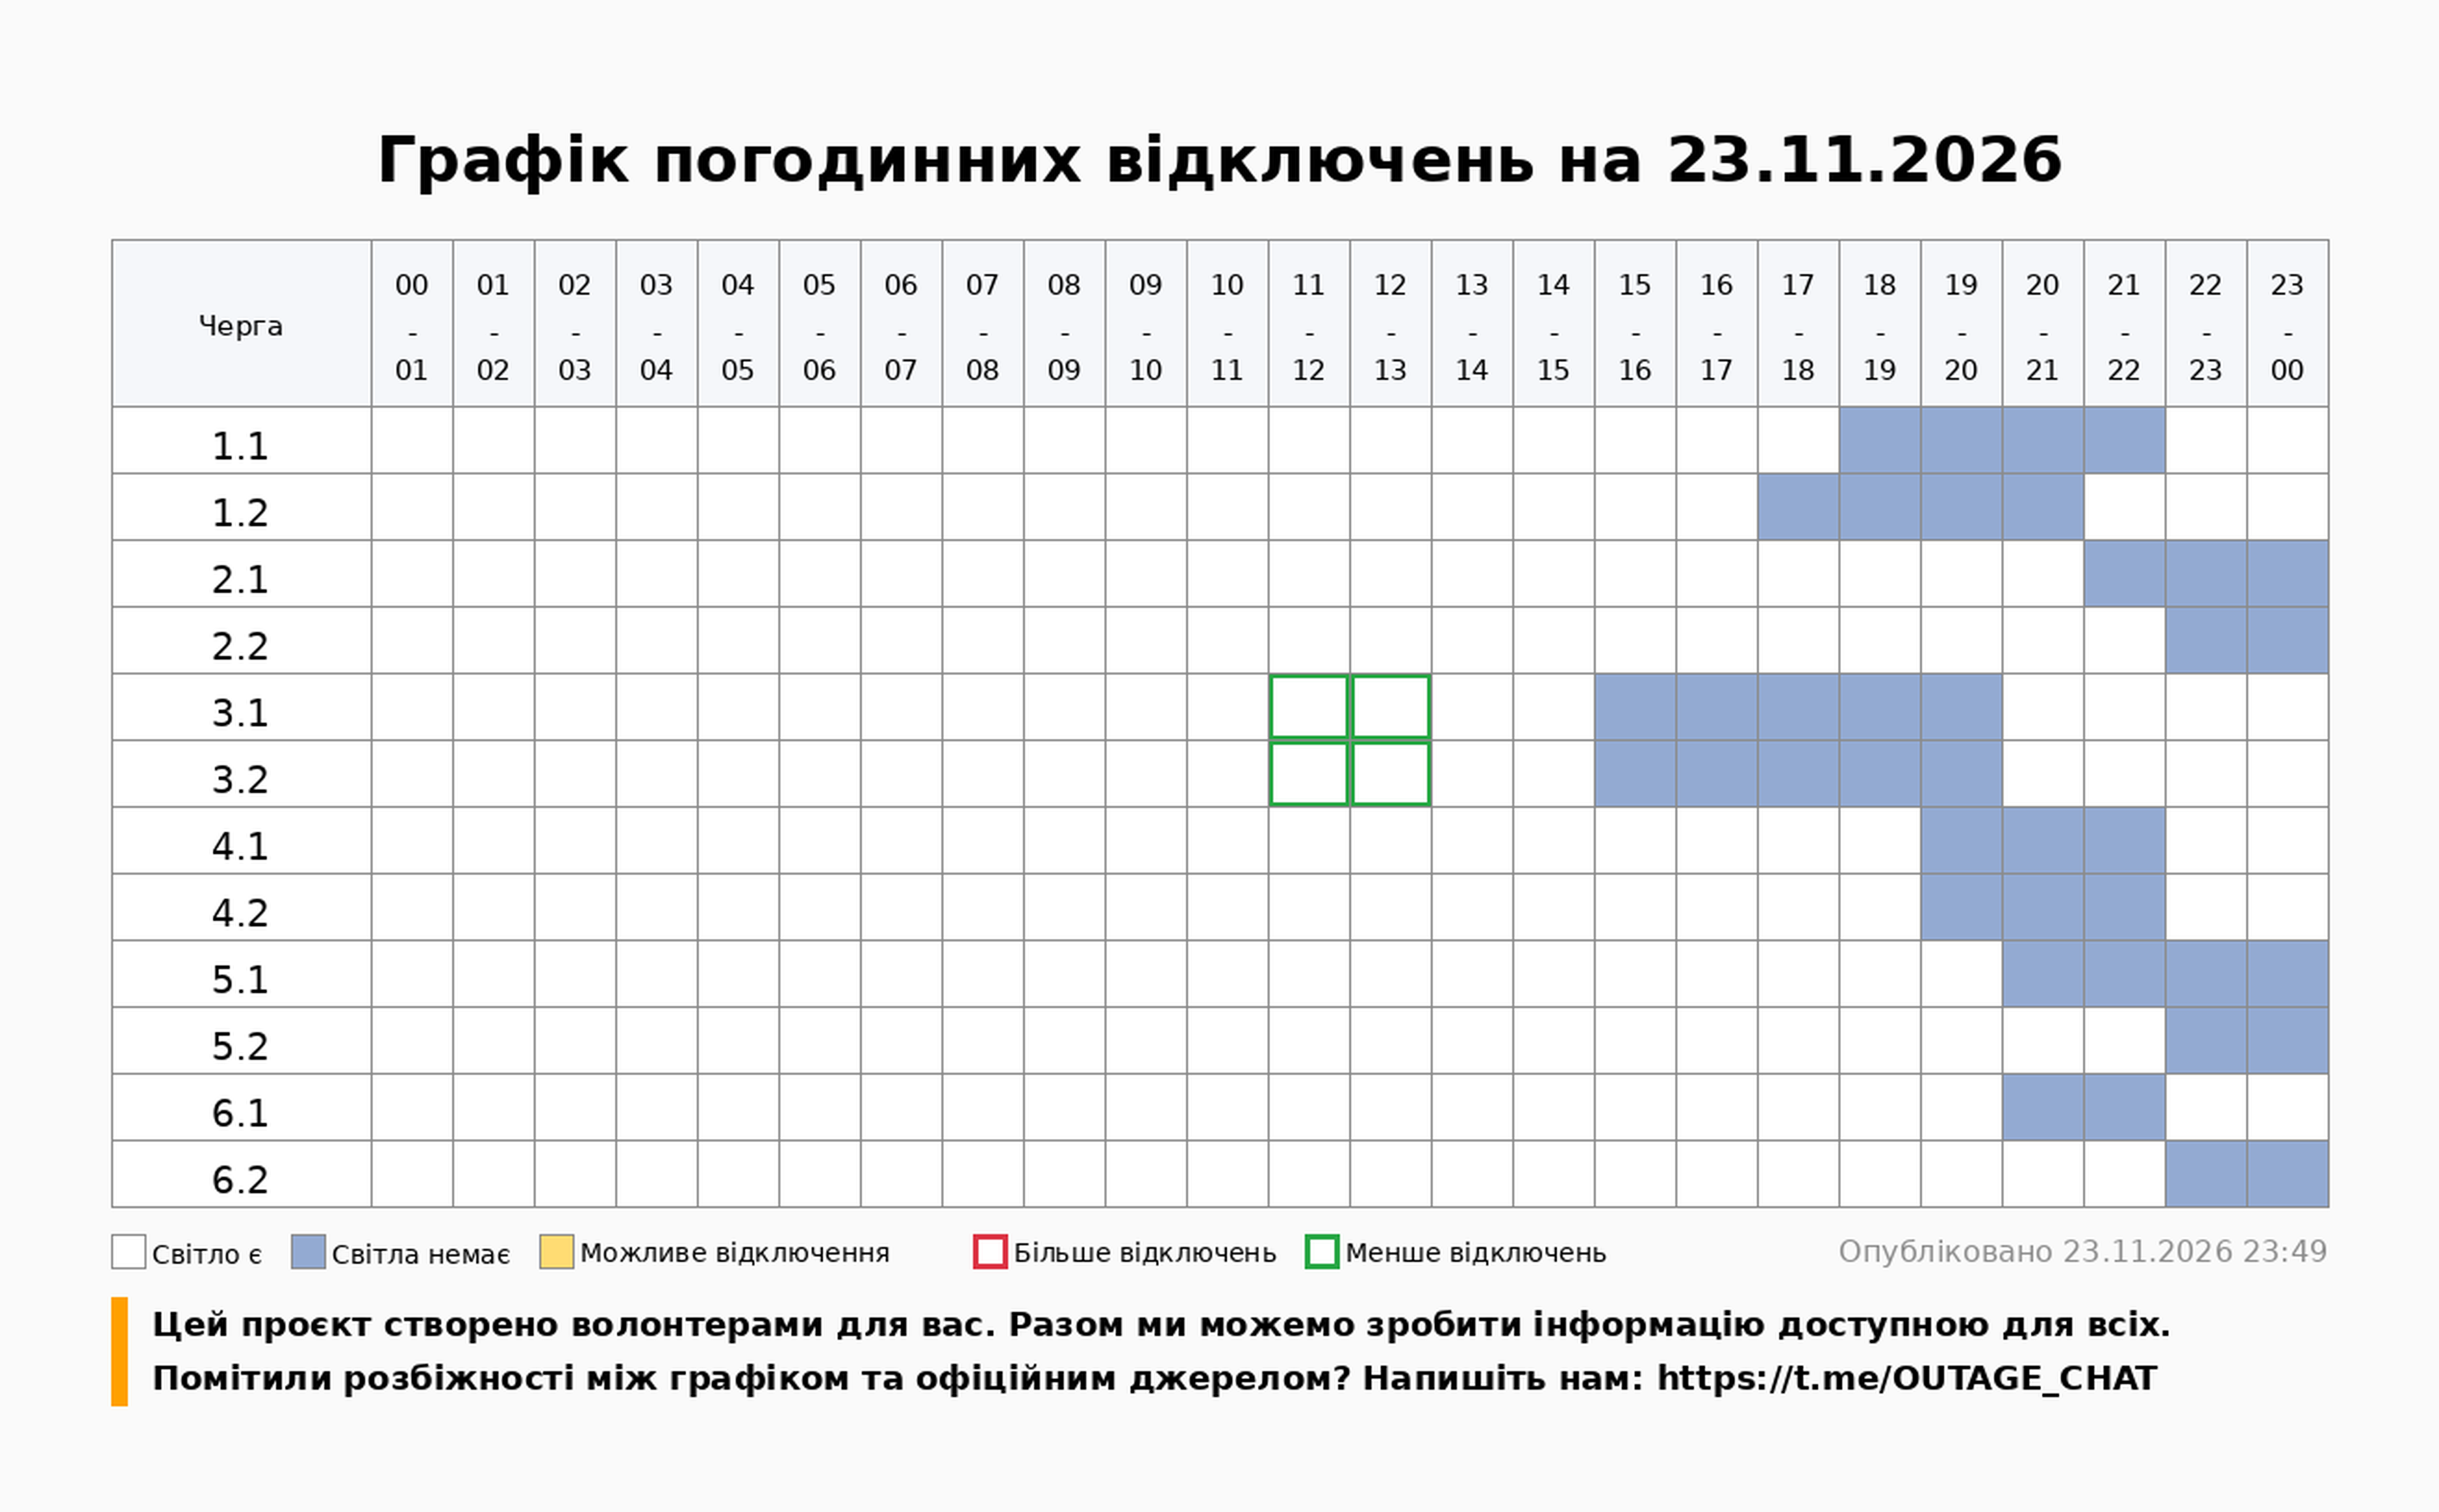 Графік погодинних відключень на 23.11.2026
Черга 00 - 01 01 - 02 02 - 03 03 - 04 04 - 05 05 - 06 06 - 07 07 - 08 08 - 09 09 - 10 10 - 11 11 - 12 12 - 13 13 - 14 14 - 15 15 - 16 16 - 17 17 - 18 18 - 19 19 - 20 20 - 21 21 - 22 22 - 23 23 - 00
1.1
1.2
2.1
2.2
3.1
3.2
4.1
4.2
5.1
5.2
6.1
6.2
Світло є Світла немає Можливе відключення Більше відключень Менше відключень Опубліковано 23.11.2026 23:49
Цей проєкт створено волонтерами для вас. Разом ми можемо зробити інформацію доступною для всіх.
Помітили розбіжності між графіком та офіційним джерелом? Напишіть нам: https://t.me/OUTAGE_CHAT